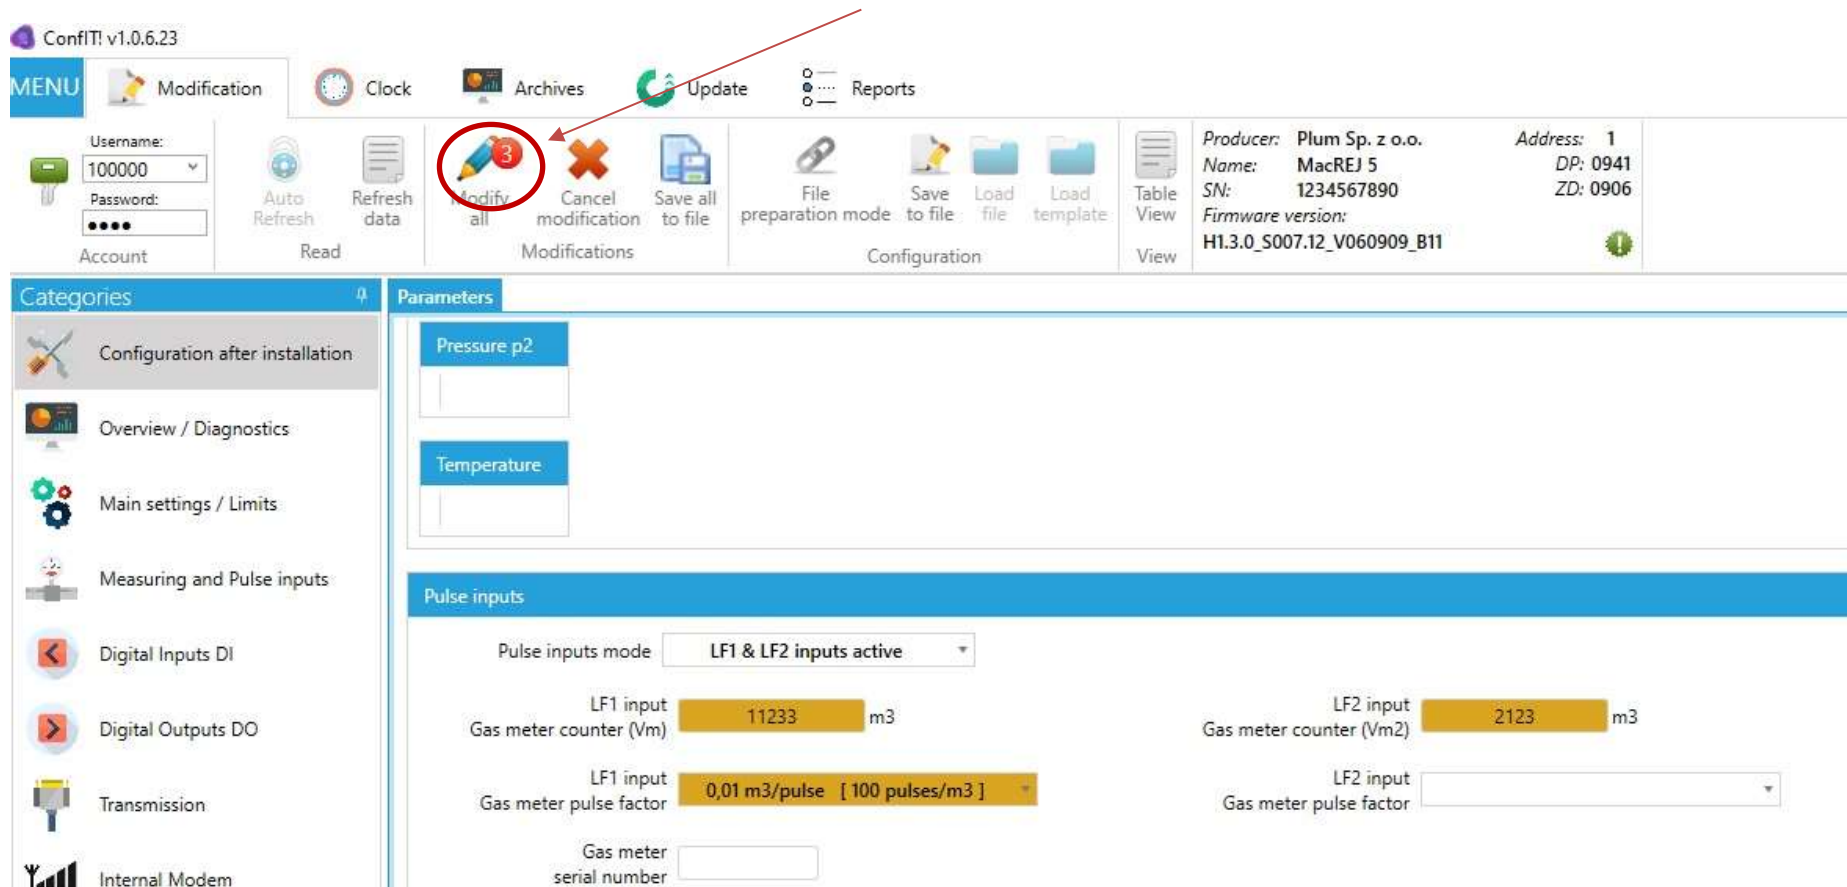 ConfIT! v1.0.6.23
MENU Modification Clock Archives Update Reports
Username:
100000
Password:
●●●●
Account
Auto Refresh
Refresh data
Read
Modify all
3
Cancel modification
Save all to file
Modifications
File preparation mode
Save to file
Load file
Load template
Configuration
Table View
View
Producer: Plum Sp. z o.o. Address: 1
Name: MacREJ 5 DP: 0941
SN: 1234567890 ZD: 0906
Firmware version:
H1.3.0_S007.12_V060909_B11
Categories
Configuration after installation
Overview / Diagnostics
Main settings / Limits
Measuring and Pulse inputs
Digital Inputs DI
Digital Outputs DO
Transmission
Internal Modem
Parameters
Pressure p2
Temperature
Pulse inputs
Pulse inputs mode LF1 & LF2 inputs active
LF1 input
Gas meter counter (Vm) 11233 m3
LF2 input
Gas meter counter (Vm2) 2123 m3
LF1 input
Gas meter pulse factor 0,01 m3/pulse [ 100 pulses/m3 ]
LF2 input
Gas meter pulse factor
Gas meter
serial number